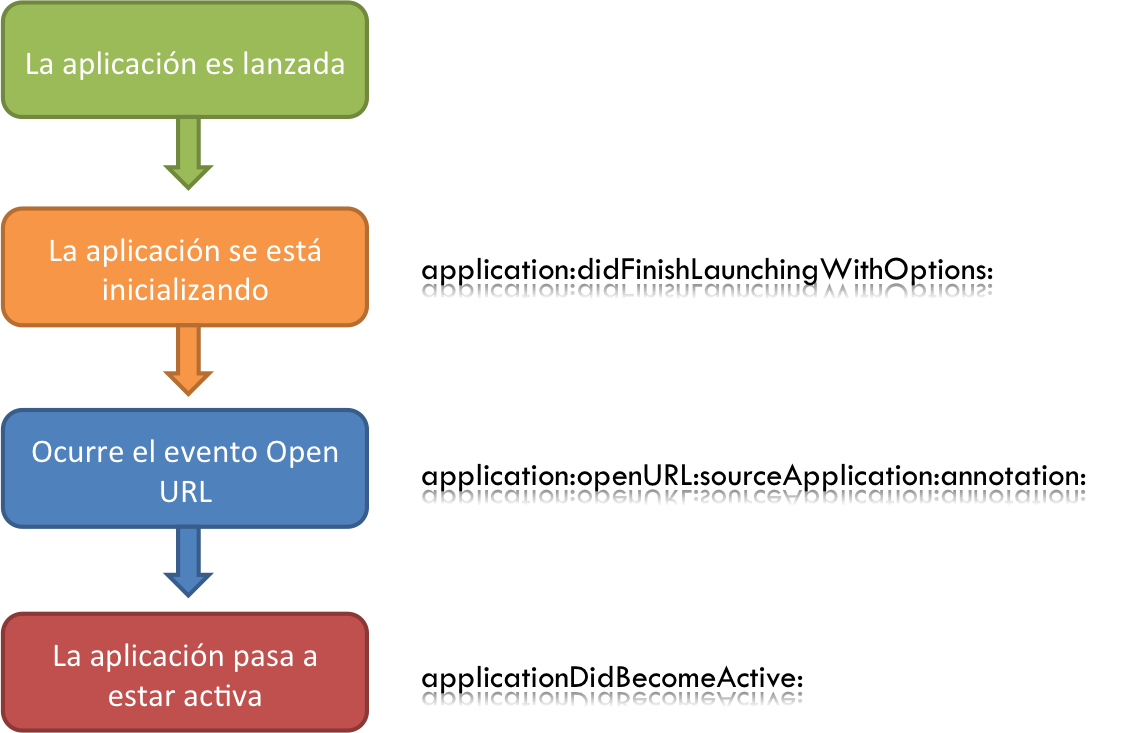 La aplicación es lanzada
La aplicación se está
inicializando
application:didFinishLaunchingWithOptions:
Ocurre el evento Open
URL
application:openURL:sourceApplication:annotation:
La aplicación pasa a
estar activa
applicationDidBecomeActive: